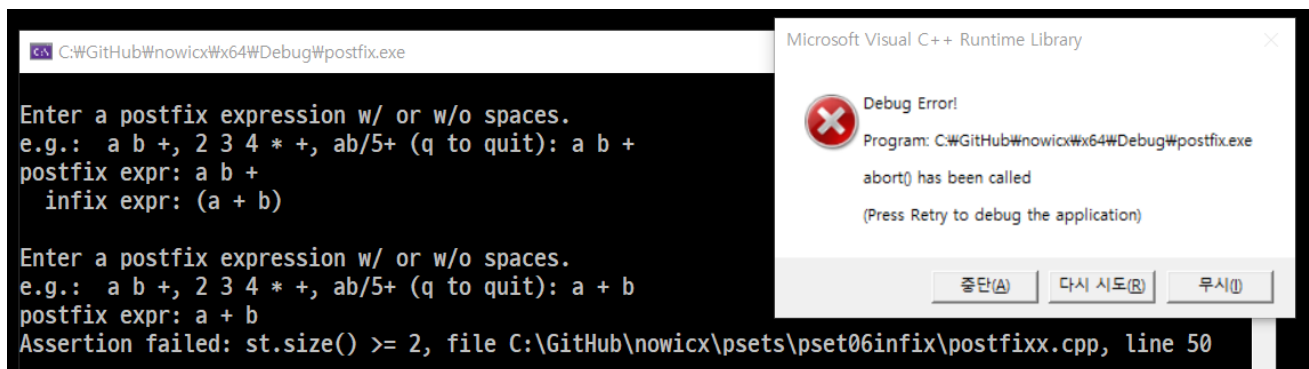 C:₩GitHub₩nowicx₩x64₩Debug₩postfix.exe
Enter a postfix expression w/ or w/o spaces.
e.g.:  a b +, 2 3 4 * +, ab/5+ (q to quit): a b +
postfix expr: a b +
  infix expr: (a + b)
Enter a postfix expression w/ or w/o spaces.
e.g.:  a b +, 2 3 4 * +, ab/5+ (q to quit): a + b
postfix expr: a + b
Assertion failed: st.size() >= 2, file C:\GitHub\nowicx\psets\pset06infix\postfixx.cpp, line 50
Microsoft Visual C++ Runtime Library
Debug Error!
Program: C:₩GitHub₩nowicx₩x64₩Debug₩postfix.exe
abort() has been called
(Press Retry to debug the application)
중단(A) 다시 시도(R) 무시(I)